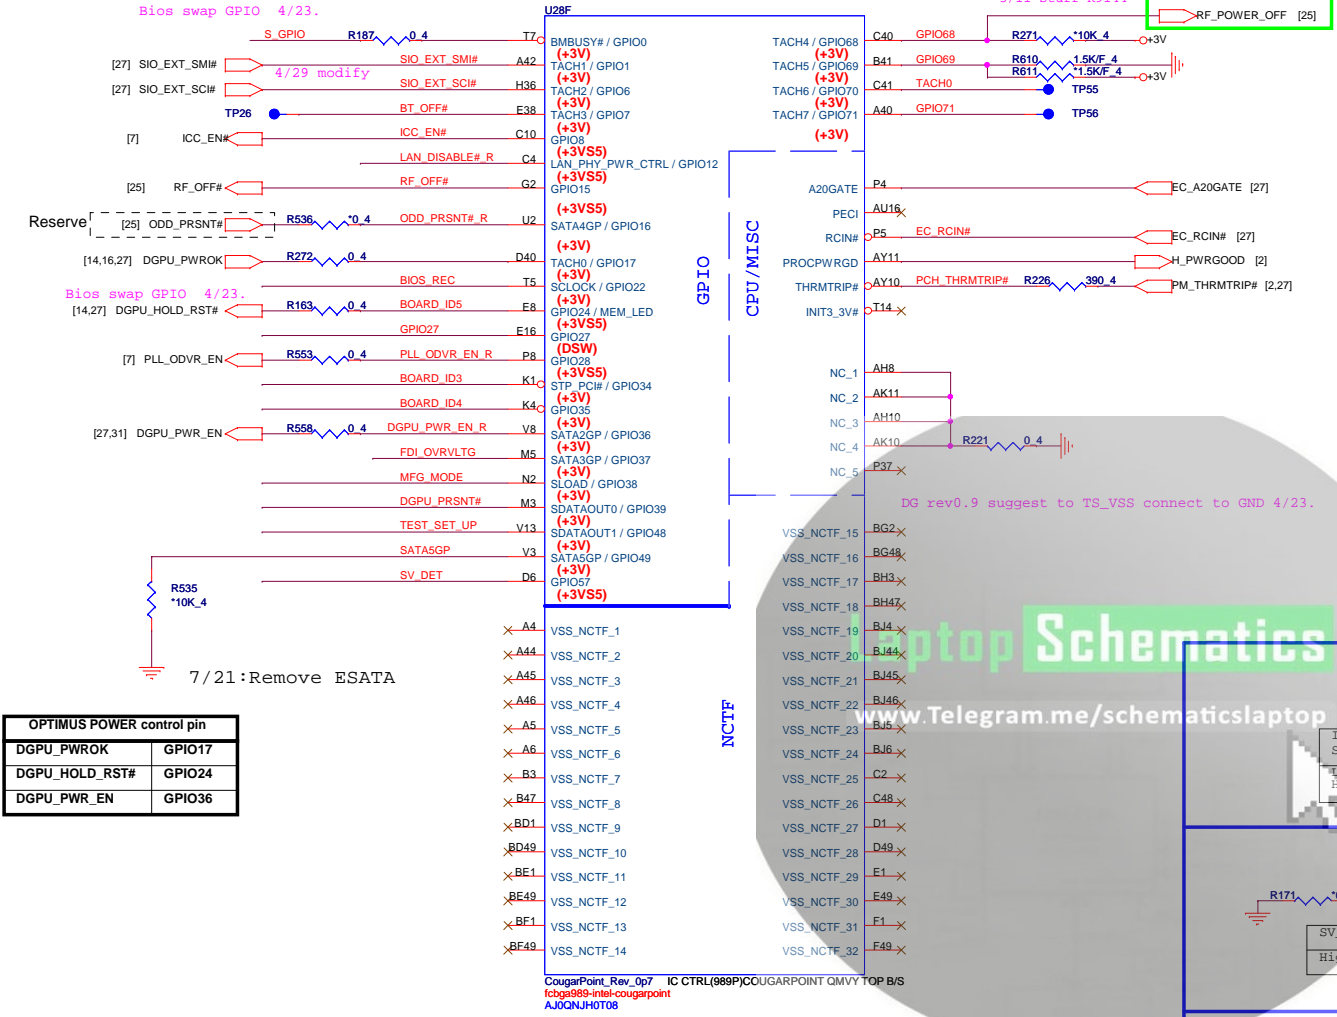 Bios swap GPIO 4/23.
U28F
RF_POWER_OFF [25]
S_GPIO R187 0_4 T7 BMBUSY# / GPIO0 (+3V)
TACH4 / GPIO68 (+3V) C40 GPIO68 R271 *10K_4 +3V
[27] SIO_EXT_SMI# SIO_EXT_SMI# A42 TACH1 / GPIO1 (+3V)
TACH5 / GPIO69 (+3V) B41 GPIO69 R610 1.5K/F_4
R611 *1.5K/F_4 +3V
4/29 modify
[27] SIO_EXT_SCI# SIO_EXT_SCI# H36 TACH2 / GPIO6 (+3V)
TACH6 / GPIO70 (+3V) C41 TACH0 TP55
TP26 BT_OFF# E38 TACH3 / GPIO7 (+3V)
TACH7 / GPIO71 (+3V) A40 GPIO71 TP56
[7] ICC_EN# ICC_EN# C10 GPIO8 (+3VS5)
LAN_DISABLE#_R C4 LAN_PHY_PWR_CTRL / GPIO12 (+3VS5)
[25] RF_OFF# RF_OFF# G2 GPIO15 (+3VS5)
A20GATE P4 EC_A20GATE [27]
PECI AU16
Reserve [25] ODD_PRSNT# R536 *0_4 ODD_PRSNT#_R U2 SATA4GP / GPIO16 (+3V)
RCIN# P5 EC_RCIN# EC_RCIN# [27]
[14,16,27] DGPU_PWROK R272 0_4 D40 TACH0 / GPIO17 (+3V)
PROCPWRGD AY11 H_PWRGOOD [2]
BIOS_REC T5 SCLOCK / GPIO22 (+3V)
THRMTRIP# AY10 PCH_THRMTRIP# R226 390_4 PM_THRMTRIP# [2,27]
Bios swap GPIO 4/23.
[14,27] DGPU_HOLD_RST# R163 0_4 BOARD_ID5 E8 GPIO24 / MEM_LED (+3VS5)
INIT3_3V# T14
GPIO27 E16 GPIO27 (DSW)
[7] PLL_ODVR_EN R553 0_4 PLL_ODVR_EN_R P8 GPIO28 (+3VS5)
BOARD_ID3 K1 STP_PCI# / GPIO34 (+3V)
BOARD_ID4 K4 GPIO35 (+3V)
[27,31] DGPU_PWR_EN R558 0_4 DGPU_PWR_EN_R V8 SATA2GP / GPIO36 (+3V)
FDI_OVRVLTG M5 SATA3GP / GPIO37 (+3V)
MFG_MODE N2 SLOAD / GPIO38 (+3V)
DGPU_PRSNT# M3 SDATAOUT0 / GPIO39 (+3V)
TEST_SET_UP V13 SDATAOUT1 / GPIO48 (+3V)
SATA5GP V3 SATA5GP / GPIO49 (+3V)
SV_DET D6 GPIO57 (+3VS5)
GPIO
CPU/MISC
NC_1 AH8
NC_2 AK11
NC_3 AH10
NC_4 AK10 R221 0_4
NC_5 P37
DG rev0.9 suggest to TS_VSS connect to GND 4/23.
R535
*10K_4
7/21:Remove ESATA
NCTF
A4 VSS_NCTF_1
A44 VSS_NCTF_2
A45 VSS_NCTF_3
A46 VSS_NCTF_4
A5 VSS_NCTF_5
A6 VSS_NCTF_6
B3 VSS_NCTF_7
B47 VSS_NCTF_8
BD1 VSS_NCTF_9
BD49 VSS_NCTF_10
BE1 VSS_NCTF_11
BE49 VSS_NCTF_12
BF1 VSS_NCTF_13
BF49 VSS_NCTF_14
VSS_NCTF_15 BG2
VSS_NCTF_16 BG48
VSS_NCTF_17 BH3
VSS_NCTF_18 BH47
VSS_NCTF_19 BJ4
VSS_NCTF_20 BJ44
VSS_NCTF_21 BJ45
VSS_NCTF_22 BJ46
VSS_NCTF_23 BJ5
VSS_NCTF_24 BJ6
VSS_NCTF_25 C2
VSS_NCTF_26 C48
VSS_NCTF_27 D1
VSS_NCTF_28 D49
VSS_NCTF_29 E1
VSS_NCTF_30 E49
VSS_NCTF_31 F1
VSS_NCTF_32 F49
Laptop Schematics
www.Telegram.me/schematicslaptop
OPTIMUS POWER control pin
DGPU_PWROK GPIO17
DGPU_HOLD_RST# GPIO24
DGPU_PWR_EN GPIO36
R171
CougarPoint_Rev_0p7 IC CTRL(989P)COUGARPOINT QMVY TOP B/S
fcbga989-intel-cougarpoint
AJ0QNJH0T08